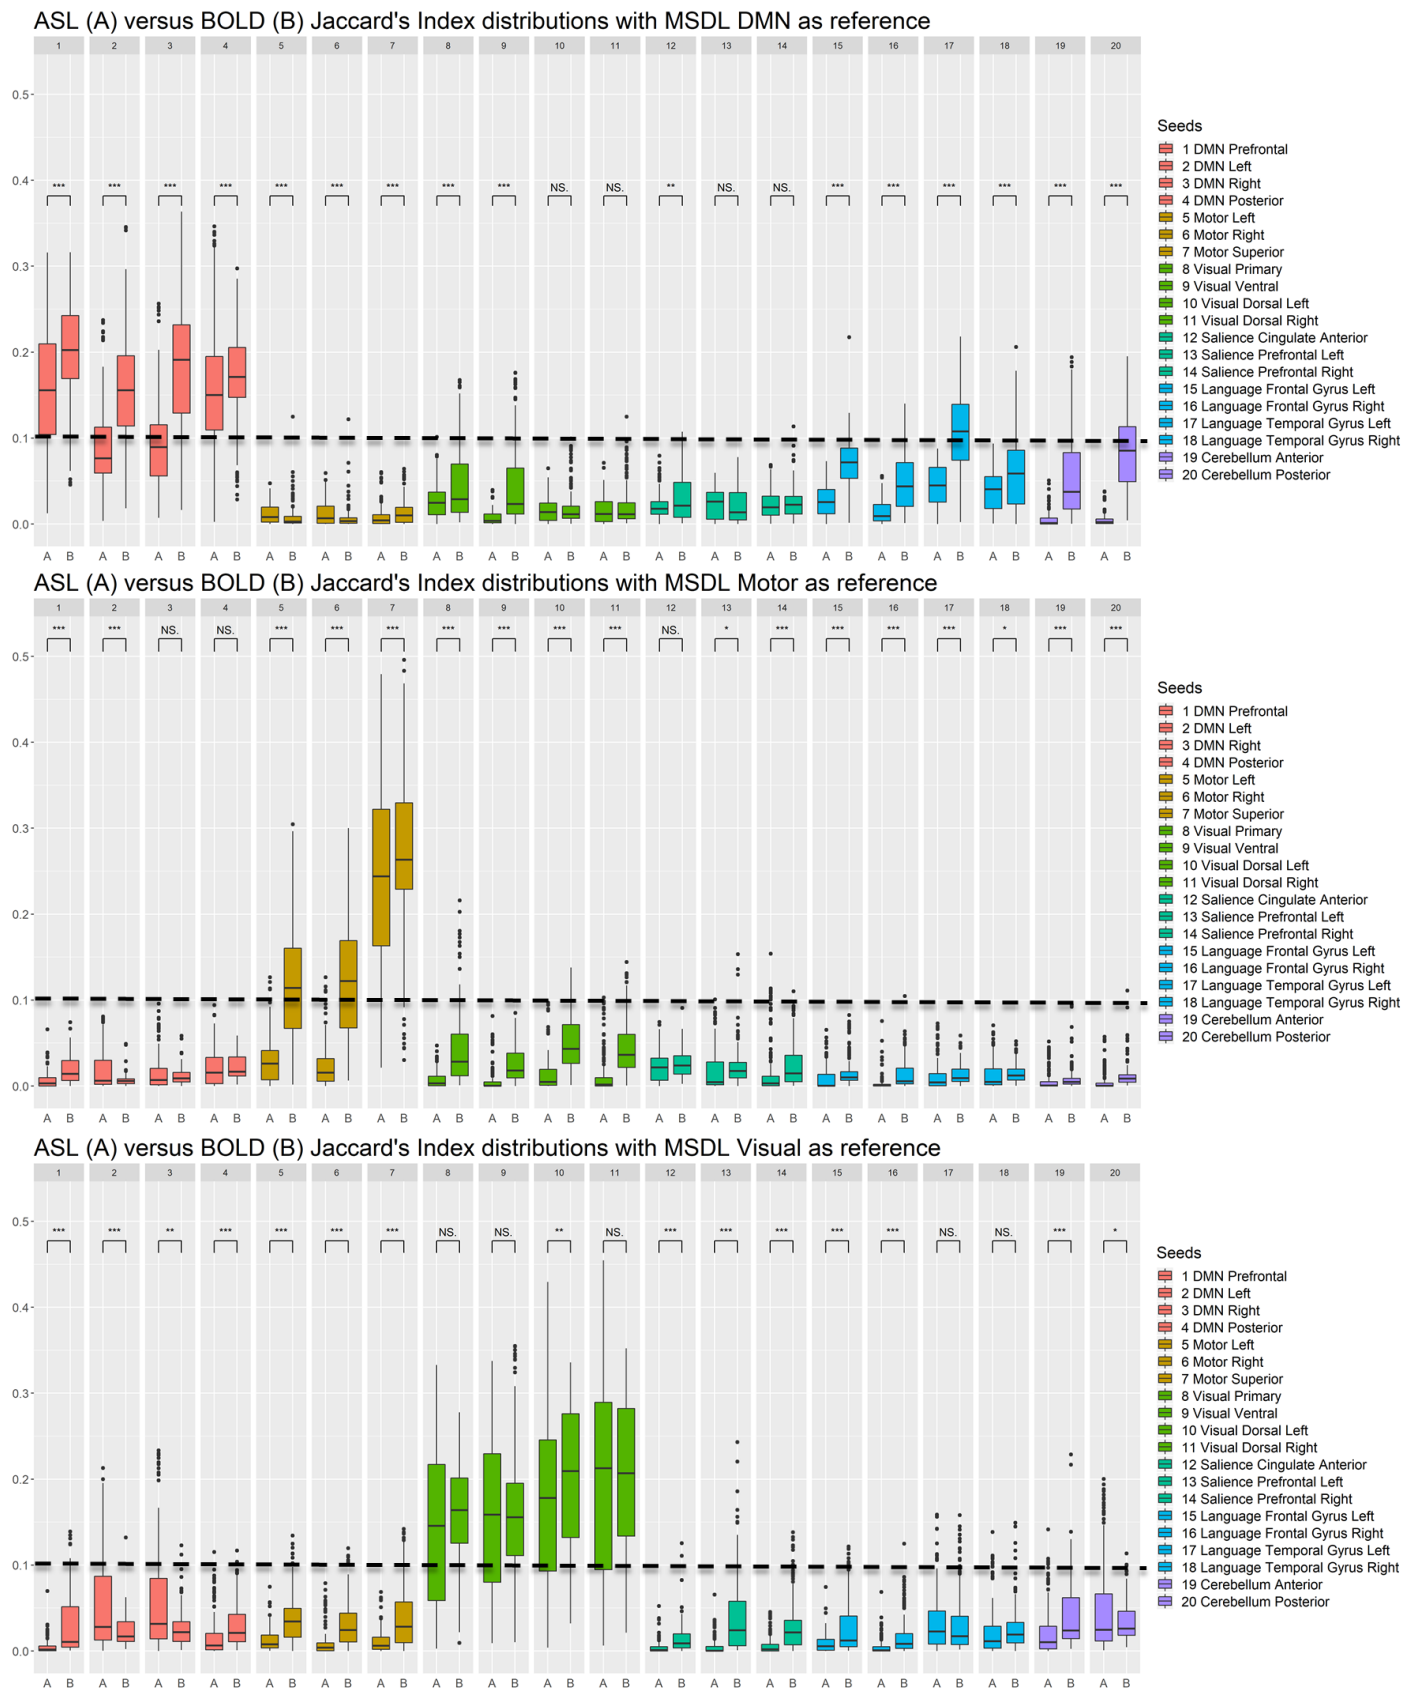 ASL (A) versus BOLD (B) Jaccard's Index distributions with MSDL DMN as reference
1 2 3 4 5 6 7 8 9 10 11 12 13 14 15 16 17 18 19 20
*** *** *** *** *** *** *** *** *** NS. NS. ** NS. NS. *** *** *** *** *** ***
0.5
0.4
0.3
0.2
0.1
0.0
A B A B A B A B A B A B A B A B A B A B A B A B A B A B A B A B A B A B A B A B
Seeds
1 DMN Prefrontal
2 DMN Left
3 DMN Right
4 DMN Posterior
5 Motor Left
6 Motor Right
7 Motor Superior
8 Visual Primary
9 Visual Ventral
10 Visual Dorsal Left
11 Visual Dorsal Right
12 Salience Cingulate Anterior
13 Salience Prefrontal Left
14 Salience Prefrontal Right
15 Language Frontal Gyrus Left
16 Language Frontal Gyrus Right
17 Language Temporal Gyrus Left
18 Language Temporal Gyrus Right
19 Cerebellum Anterior
20 Cerebellum Posterior
ASL (A) versus BOLD (B) Jaccard's Index distributions with MSDL Motor as reference
1 2 3 4 5 6 7 8 9 10 11 12 13 14 15 16 17 18 19 20
*** *** NS. NS. *** *** *** *** *** *** *** NS. * *** *** *** *** * *** ***
0.5
0.4
0.3
0.2
0.1
0.0
A B A B A B A B A B A B A B A B A B A B A B A B A B A B A B A B A B A B A B A B
Seeds
1 DMN Prefrontal
2 DMN Left
3 DMN Right
4 DMN Posterior
5 Motor Left
6 Motor Right
7 Motor Superior
8 Visual Primary
9 Visual Ventral
10 Visual Dorsal Left
11 Visual Dorsal Right
12 Salience Cingulate Anterior
13 Salience Prefrontal Left
14 Salience Prefrontal Right
15 Language Frontal Gyrus Left
16 Language Frontal Gyrus Right
17 Language Temporal Gyrus Left
18 Language Temporal Gyrus Right
19 Cerebellum Anterior
20 Cerebellum Posterior
ASL (A) versus BOLD (B) Jaccard's Index distributions with MSDL Visual as reference
1 2 3 4 5 6 7 8 9 10 11 12 13 14 15 16 17 18 19 20
*** *** ** *** *** *** *** NS. NS. ** NS. *** *** *** *** *** NS. NS. *** *
0.5
0.4
0.3
0.2
0.1
0.0
A B A B A B A B A B A B A B A B A B A B A B A B A B A B A B A B A B A B A B A B
Seeds
1 DMN Prefrontal
2 DMN Left
3 DMN Right
4 DMN Posterior
5 Motor Left
6 Motor Right
7 Motor Superior
8 Visual Primary
9 Visual Ventral
10 Visual Dorsal Left
11 Visual Dorsal Right
12 Salience Cingulate Anterior
13 Salience Prefrontal Left
14 Salience Prefrontal Right
15 Language Frontal Gyrus Left
16 Language Frontal Gyrus Right
17 Language Temporal Gyrus Left
18 Language Temporal Gyrus Right
19 Cerebellum Anterior
20 Cerebellum Posterior